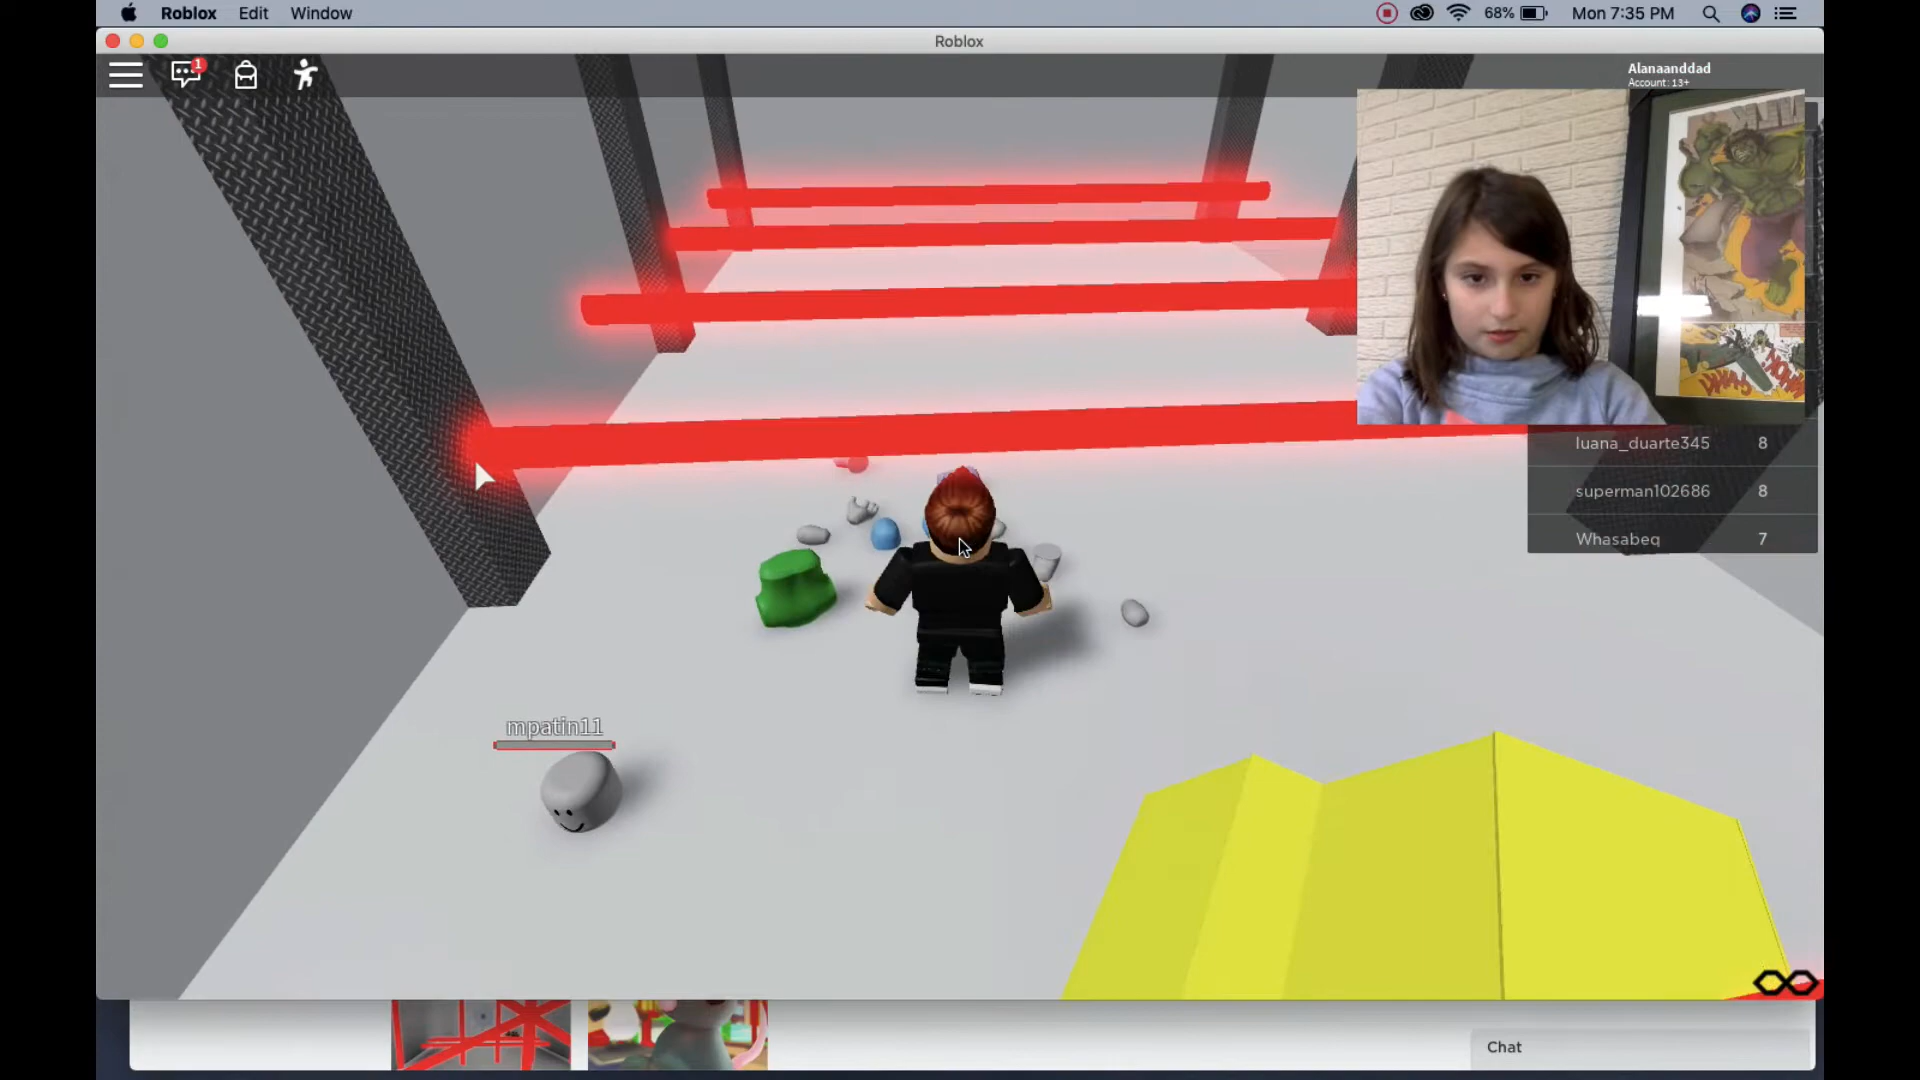 Roblox Edit Window
68% Mon 7:35 PM
Roblox
1
Alanaanddad
Account: 13+
luana_duarte345 8
superman102686 8
Whasabeq 7
mpatin11
Chat